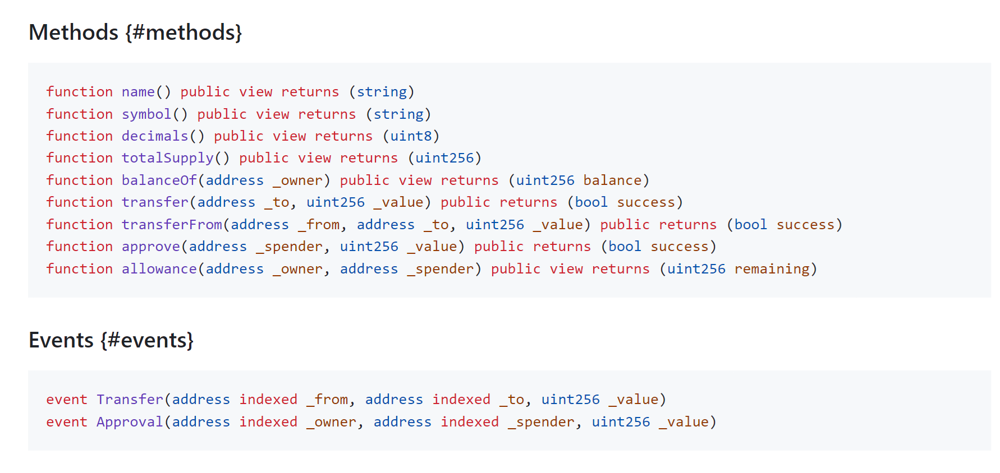 Methods {#methods}
function name() public view returns (string)
function symbol() public view returns (string)
function decimals() public view returns (uint8)
function totalSupply() public view returns (uint256)
function balanceOf(address _owner) public view returns (uint256 balance)
function transfer(address _to, uint256 _value) public returns (bool success)
function transferFrom(address _from, address _to, uint256 _value) public returns (bool success)
function approve(address _spender, uint256 _value) public returns (bool success)
function allowance(address _owner, address _spender) public view returns (uint256 remaining)
Events {#events}
event Transfer(address indexed _from, address indexed _to, uint256 _value)
event Approval(address indexed _owner, address indexed _spender, uint256 _value)